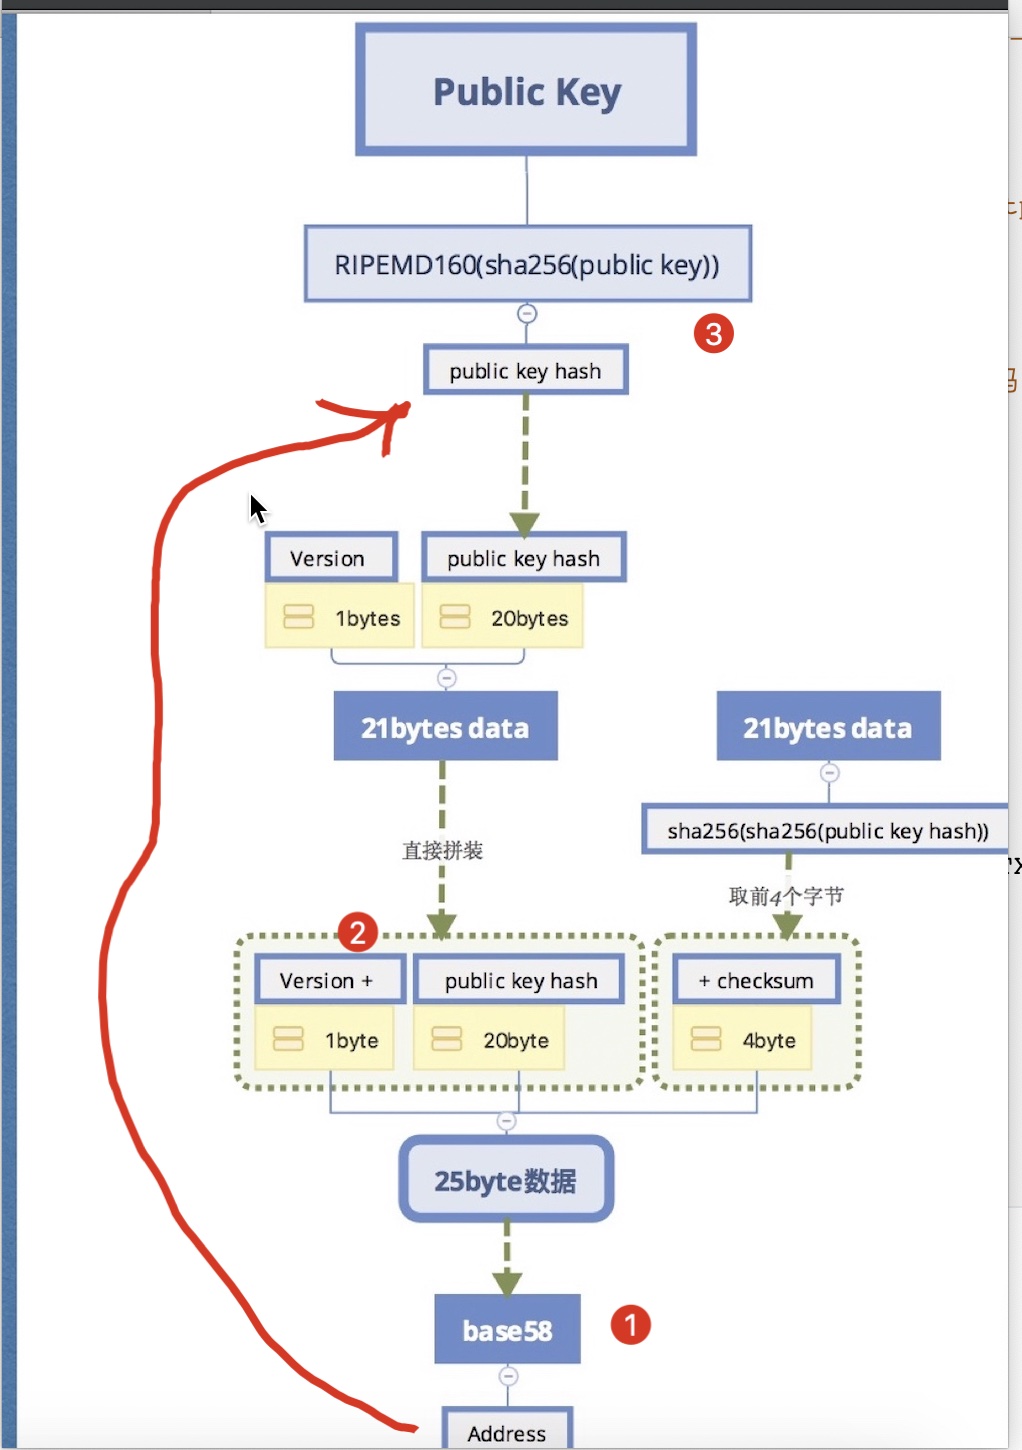 Public Key
RIPEMD160(sha256(public key))
3
public key hash
Version
public key hash
1bytes
20bytes
21bytes data
21bytes data
sha256(sha256(public key hash))
直接拼装
取前4个字节
2
Version +
public key hash
+ checksum
1byte
20byte
4byte
25byte数据
base58
1
Address